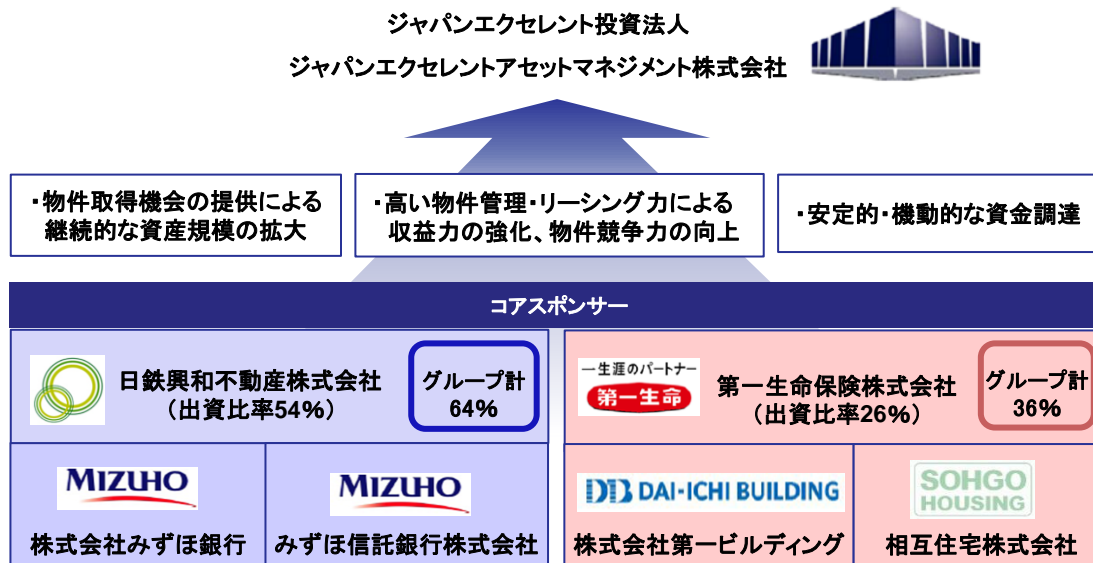 ジャパンエクセレント投資法人
ジャパンエクセレントアセットマネジメント株式会社
・物件取得機会の提供による
継続的な資産規模の拡大
・高い物件管理・リーシング力による
収益力の強化、物件競争力の向上
・安定的・機動的な資金調達
コアスポンサー
日鉄興和不動産株式会社
（出資比率54%）
グループ計
64%
一生涯のパートナー
第一生命
第一生命保険株式会社
（出資比率26%）
グループ計
36%
MIZUHO
株式会社みずほ銀行
MIZUHO
みずほ信託銀行株式会社
DAI-ICHI BUILDING
株式会社第一ビルディング
SOHGO
HOUSING
相互住宅株式会社